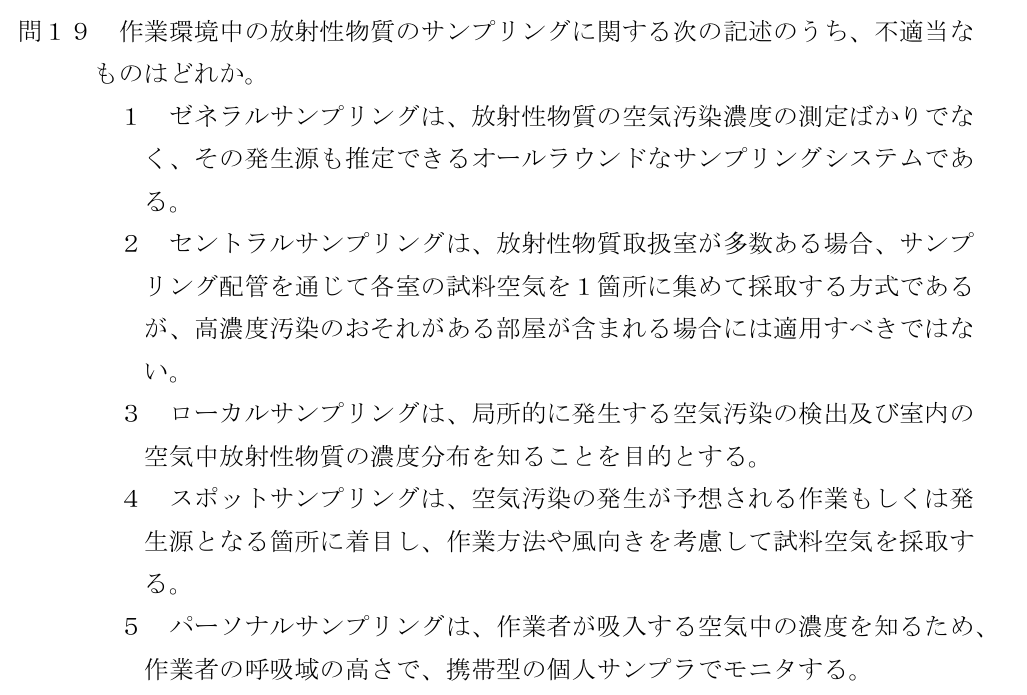 問１９　作業環境中の放射性物質のサンプリングに関する次の記述のうち、不適当な
ものはどれか。
１　ゼネラルサンプリングは、放射性物質の空気汚染濃度の測定ばかりでな
く、その発生源も推定できるオールラウンドなサンプリングシステムであ
る。
２　セントラルサンプリングは、放射性物質取扱室が多数ある場合、サンプ
リング配管を通じて各室の試料空気を１箇所に集めて採取する方式である
が、高濃度汚染のおそれがある部屋が含まれる場合には適用すべきではな
い。
３　ローカルサンプリングは、局所的に発生する空気汚染の検出及び室内の
空気中放射性物質の濃度分布を知ることを目的とする。
４　スポットサンプリングは、空気汚染の発生が予想される作業もしくは発
生源となる箇所に着目し、作業方法や風向きを考慮して試料空気を採取す
る。
５　パーソナルサンプリングは、作業者が吸入する空気中の濃度を知るため、
作業者の呼吸域の高さで、携帯型の個人サンプラでモニタする。